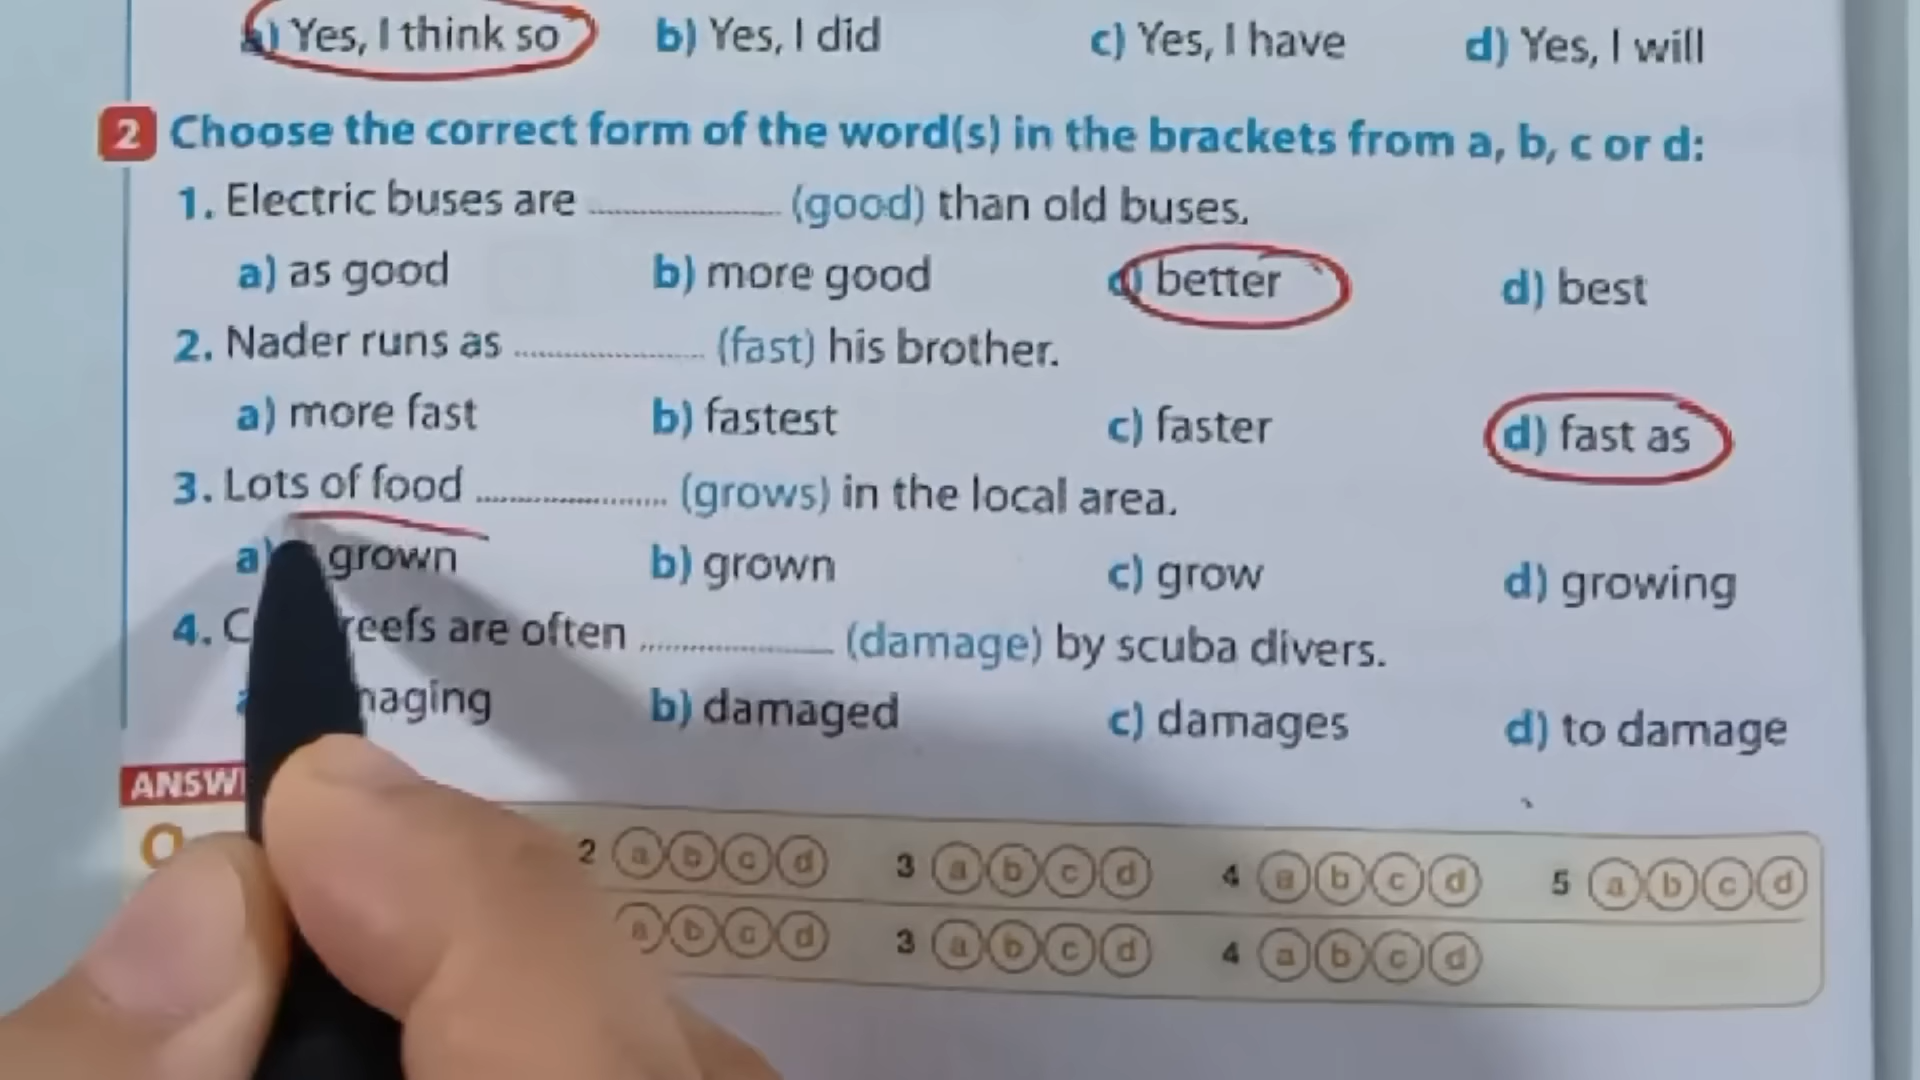 a) Yes, I think so b) Yes, I did c) Yes, I have d) Yes, I will
2 Choose the correct form of the word(s) in the brackets from a, b, c or d:
1. Electric buses are .................... (good) than old buses.
a) as good b) more good c) better d) best
2. Nader runs as .................... (fast) his brother.
a) more fast b) fastest c) faster d) fast as
3. Lots of food .................... (grows) in the local area.
a) grown b) grown c) grow d) growing
4. C reefs are often .................... (damage) by scuba divers.
naging b) damaged c) damages d) to damage
ANSW
2 a b c d 3 a b c d 4 a b c d 5 a b c d
a b c d 3 a b c d 4 a b c d